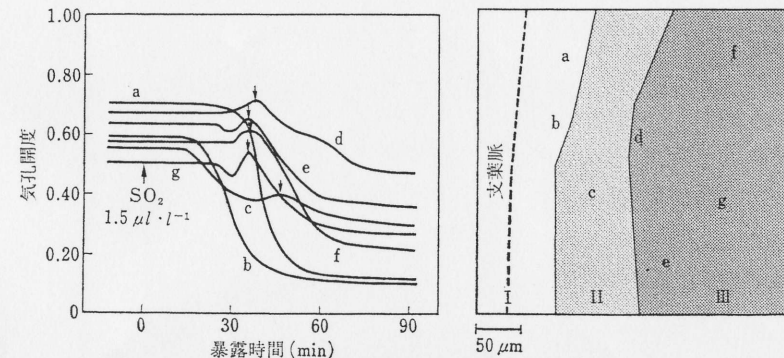 1.00
0.80
0.60
0.40
0.20
0
気孔開度
a
d
e
g
c
f
b
SO₂
1.5 μl・l⁻¹
0
30
60
90
暴露時間 (min)
支葉脈
a
f
b
d
c
g
e
I
II
III
50 μm